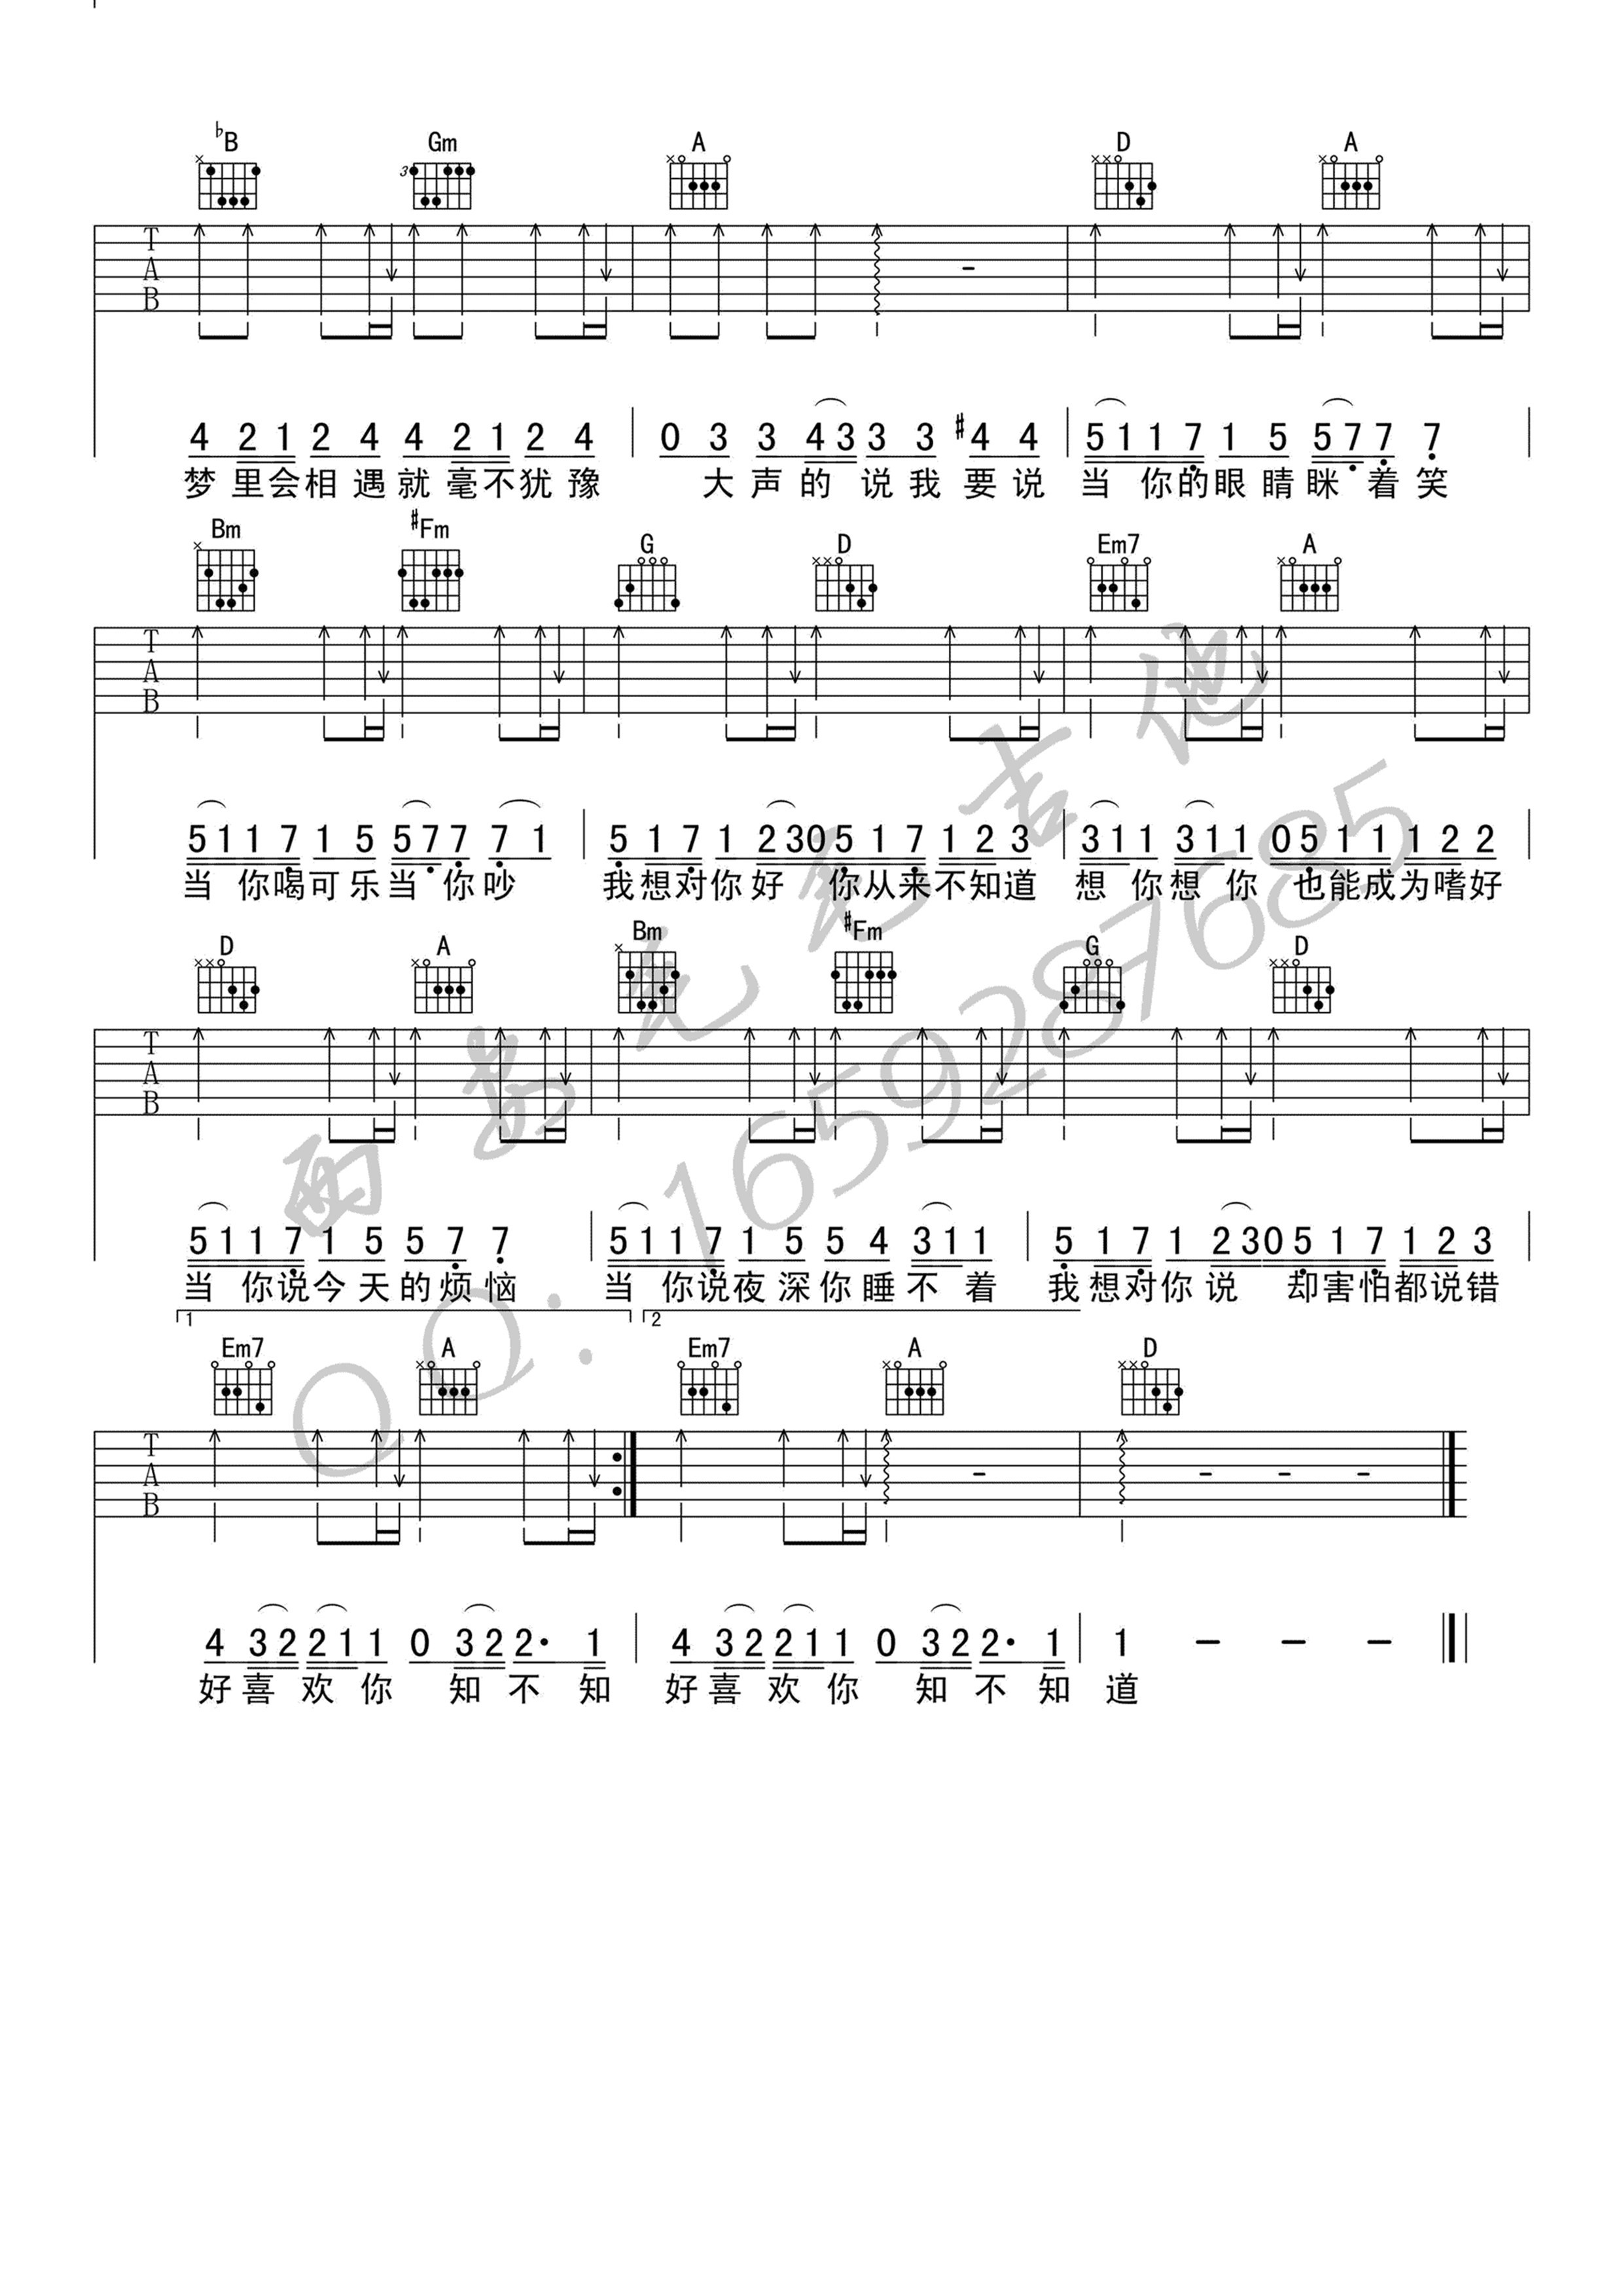 ♭B Gm A D A
3
T
A
B
4 2 1 2 4 4 2 1 2 4 0 3 3 4 3 3 3 #4 4 5 1 1 7 1 5 5 7 7 7
梦里会相遇就毫不犹豫 大声的说我要说当你的眼睛眯着笑
Bm #Fm G D Em7 A
T
A
B
5 1 1 7 1 5 5 7 7 7 1 5 1 7 1 2 3 0 5 1 7 1 2 3 3 1 1 3 1 1 0 5 1 1 1 2 2
当你喝可乐当你吵 我想对你好 你从来不知道 想你想你 也能成为嗜好
D A Bm #Fm G D
T
A
B
5 1 1 7 1 5 5 7 7 5 1 1 7 1 5 5 4 3 1 1 5 1 7 1 2 3 0 5 1 7 1 2 3
当你说今天的烦恼 当你说夜深你睡不着 我想对你说 却害怕都说错
1 2
Em7 A Em7 A D
T
A
B
4 3 2 2 1 1 0 3 2 2· 1 4 3 2 2 1 1 0 3 2 2· 1 1 – – –
好喜欢你 知不知 好喜欢你 知不知道
QQ:1659287685